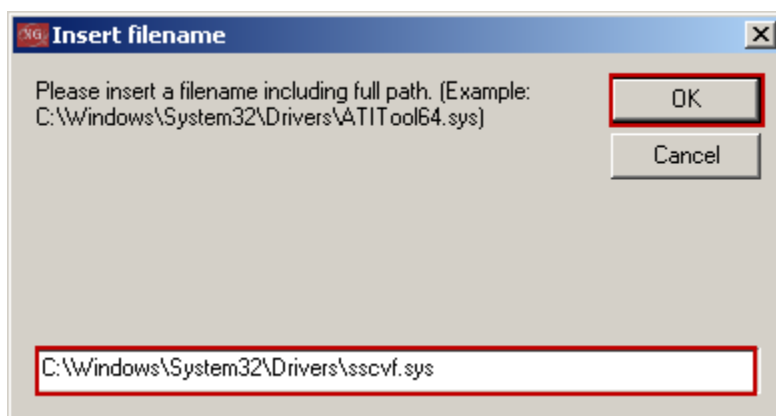 NG Insert filename
Please insert a filename including full path. (Example:
C:\Windows\System32\Drivers\ATITool64.sys)
OK
Cancel
C:\Windows\System32\Drivers\sscvf.sys